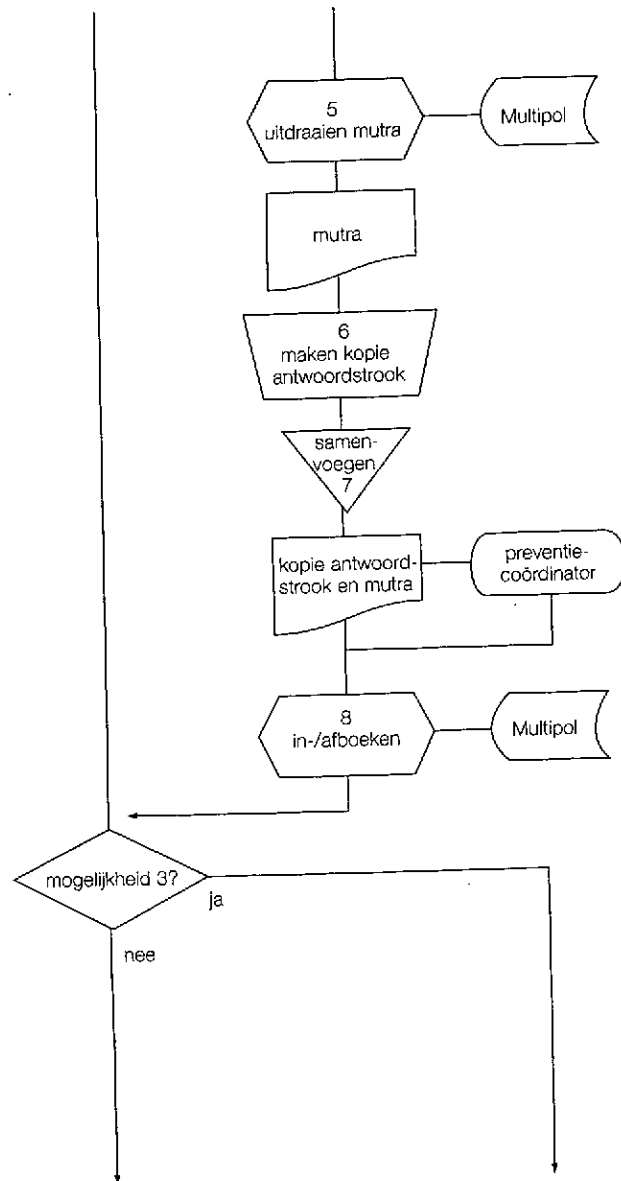 5
uitdraaien mutra
Multipol
mutra
6
maken kopie
antwoordstrook
samen-
voegen
7
kopie antwoord-
strook en mutra
preventie-
coördinator
8
in-/afboeken
Multipol
mogelijkheid 3?
ja
nee